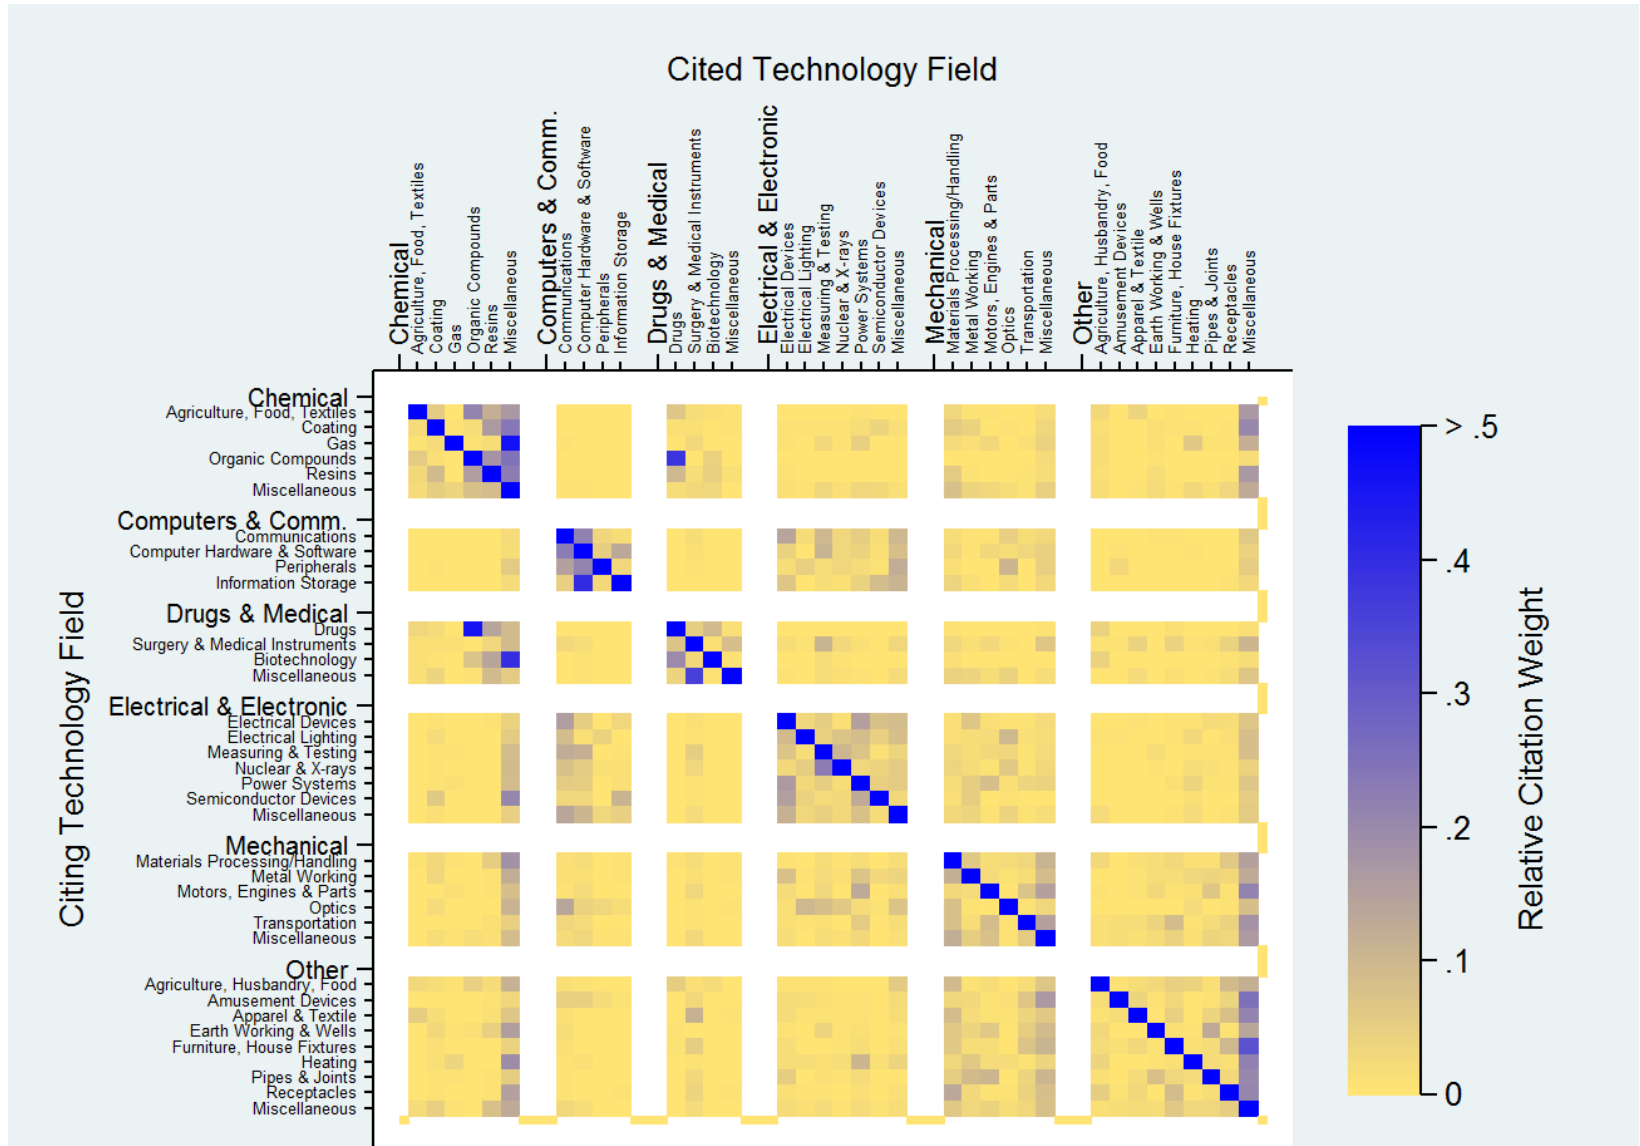 Cited Technology Field
Chemical
Agriculture, Food, Textiles
Coating
Gas
Organic Compounds
Resins
Miscellaneous
Computers & Comm.
Communications
Computer Hardware & Software
Peripherals
Information Storage
Drugs & Medical
Drugs
Surgery & Medical Instruments
Biotechnology
Miscellaneous
Electrical & Electronic
Electrical Devices
Electrical Lighting
Measuring & Testing
Nuclear & X-rays
Power Systems
Semiconductor Devices
Miscellaneous
Mechanical
Materials Processing/Handling
Metal Working
Motors, Engines & Parts
Optics
Transportation
Miscellaneous
Other
Agriculture, Husbandry, Food
Amusement Devices
Apparel & Textile
Earth Working & Wells
Furniture, House Fixtures
Heating
Pipes & Joints
Receptacles
Miscellaneous
Citing Technology Field
Chemical
Agriculture, Food, Textiles
Coating
Gas
Organic Compounds
Resins
Miscellaneous
Computers & Comm.
Communications
Computer Hardware & Software
Peripherals
Information Storage
Drugs & Medical
Drugs
Surgery & Medical Instruments
Biotechnology
Miscellaneous
Electrical & Electronic
Electrical Devices
Electrical Lighting
Measuring & Testing
Nuclear & X-rays
Power Systems
Semiconductor Devices
Miscellaneous
Mechanical
Materials Processing/Handling
Metal Working
Motors, Engines & Parts
Optics
Transportation
Miscellaneous
Other
Agriculture, Husbandry, Food
Amusement Devices
Apparel & Textile
Earth Working & Wells
Furniture, House Fixtures
Heating
Pipes & Joints
Receptacles
Miscellaneous
> .5
.4
.3
.2
.1
0
Relative Citation Weight